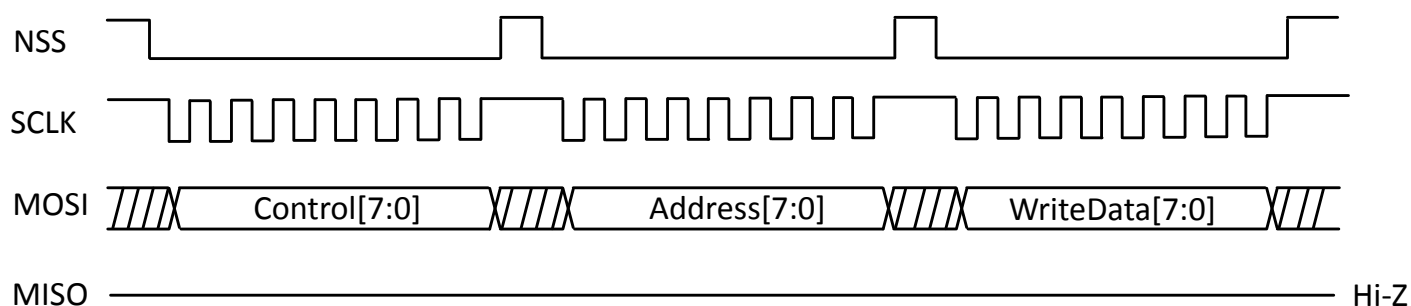 NSS
SCLK
MOSI Control[7:0] Address[7:0] WriteData[7:0]
MISO Hi-Z